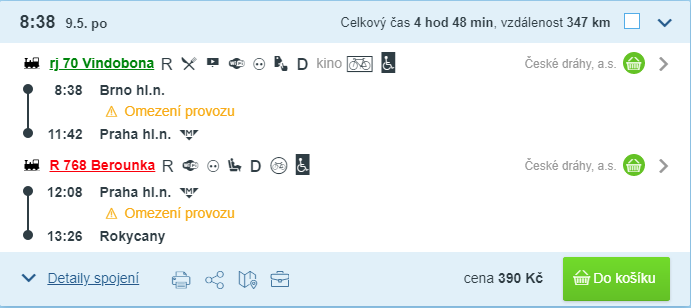 8:38 9.5. po Celkový čas 4 hod 48 min, vzdálenost 347 km
rj 70 Vindobona R D kino České dráhy, a.s.
8:38 Brno hl.n.
Omezení provozu
11:42 Praha hl.n. M
R 768 Berounka R D České dráhy, a.s.
12:08 Praha hl.n. M
Omezení provozu
13:26 Rokycany
Detaily spojení cena 390 Kč Do košíku